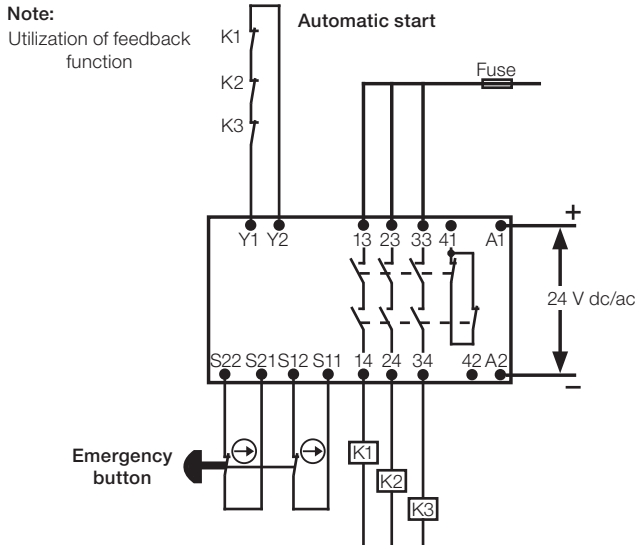 Note:
Utilization of feedback
function
Automatic start
K1
K2
K3
Fuse
Y1 Y2 13 23 33 41 A1
+
24 V dc/ac
S22 S21 S12 S11 14 24 34 42 A2
−
Emergency
button
K1
K2
K3